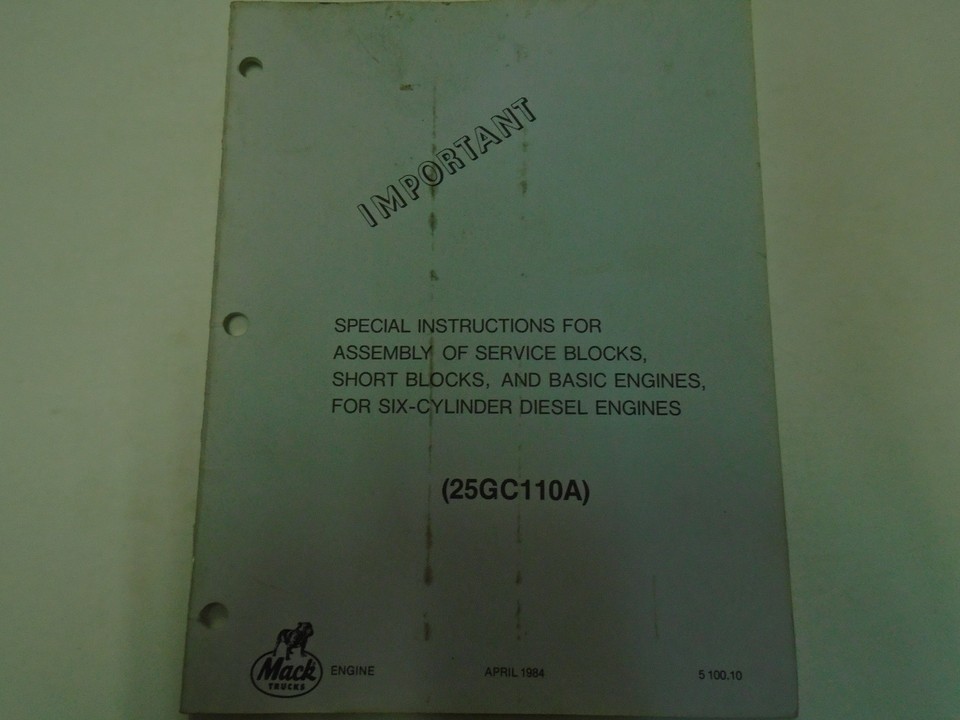 IMPORTANT
SPECIAL INSTRUCTIONS FOR
ASSEMBLY OF SERVICE BLOCKS,
SHORT BLOCKS, AND BASIC ENGINES,
FOR SIX-CYLINDER DIESEL ENGINES
(25GC110A)
Mack
TRUCKS
ENGINE APRIL 1984 5 100.10